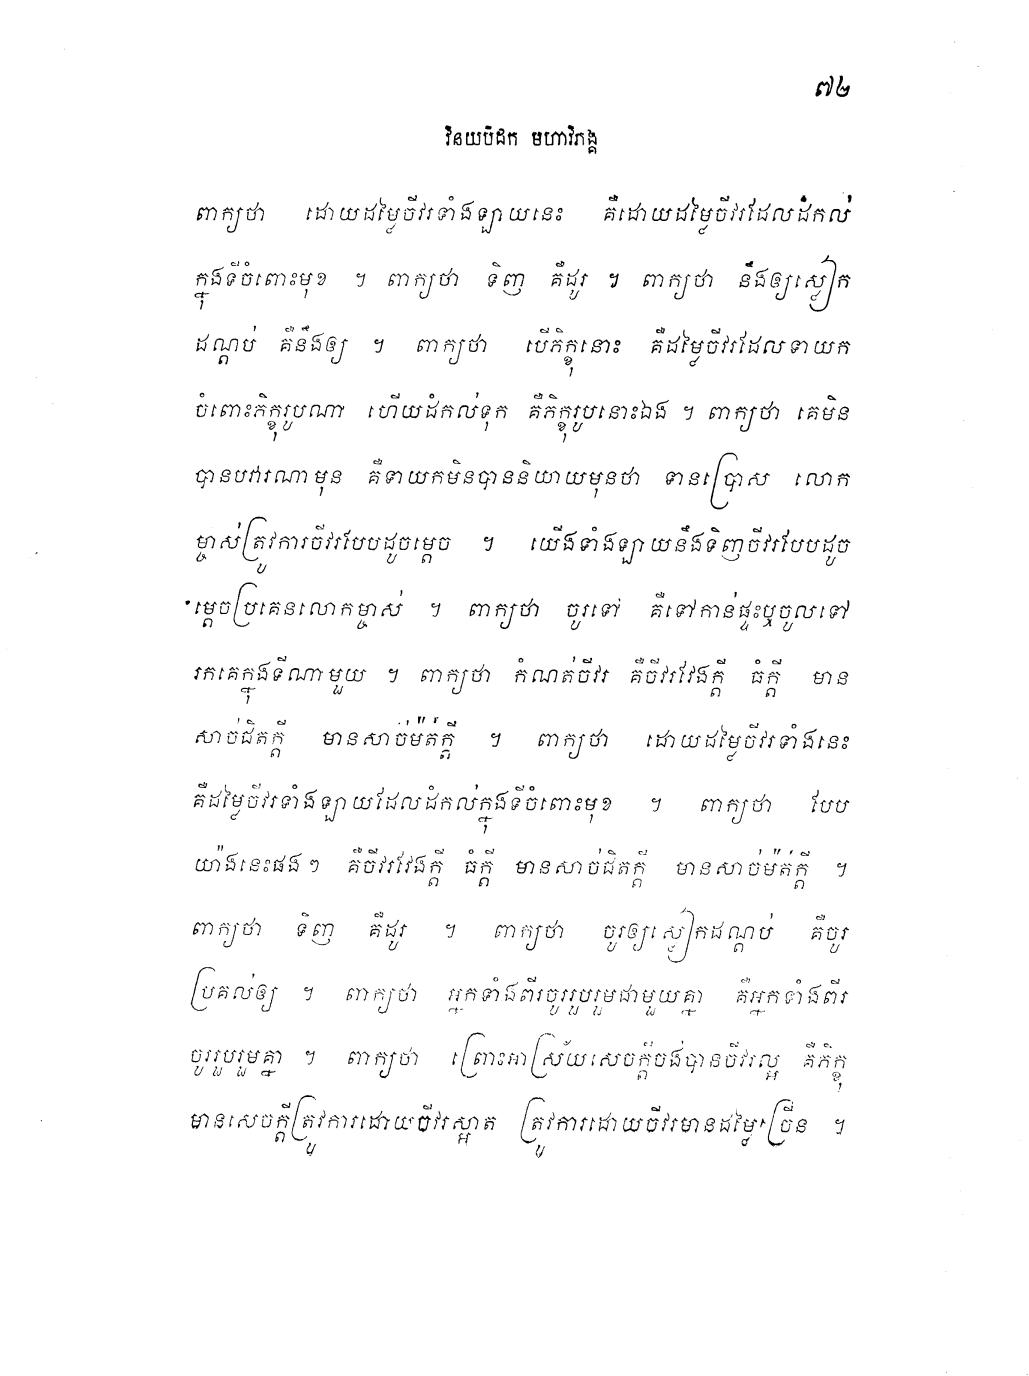 ៧២
វិនយបិដក មហាវិភង្គ
ពាក្យថា ដោយដម្លៃចីវរទាំងឡាយនេះ គឺដោយដម្លៃចីវរដែលដំកល់
ក្នុងទីចំពោះមុខ ។ ពាក្យថា ទិញ គឺដូរ ។ ពាក្យថា នឹងឲ្យស្លៀក
ដណ្តប់ គឺនឹងឲ្យ ។ ពាក្យថា បើភិក្ខុនោះ គឺដម្លៃចីវរដែលទាយក
ចំពោះភិក្ខុរូបណា ហើយដំកល់ទុក គឺភិក្ខុរូបនោះឯង ។ ពាក្យថា គេមិន
បានបវារណាមុន គឺទាយកមិនបាននិយាយមុនថា ទានប្រោស លោក
ម្ចាស់ត្រូវការចីវរបែបដូចម្តេច ។ យើងទាំងឡាយនឹងទិញចីវរបែបដូច
ម្តេចប្រគេនលោកម្ចាស់ ។ ពាក្យថា ចូរទៅ គឺទៅកាន់ផ្ទះឬចូលទៅ
រកគេក្នុងទីណាមួយ ។ ពាក្យថា កំណត់ចីវរ គឺចីវរវែងក្តី ធំក្តី មាន
សាច់ជិតក្តី មានសាច់ម៉ត់ក្តី ។ ពាក្យថា ដោយដម្លៃចីវរទាំងនេះ
គឺដម្លៃចីវរទាំងឡាយដែលដំកល់ក្នុងទីចំពោះមុខ ។ ពាក្យថា បែប
យ៉ាងនេះផង ៗ គឺចីវរវែងក្តី ធំក្តី មានសាច់ជិតក្តី មានសាច់ម៉ត់ក្តី ។
ពាក្យថា ទិញ គឺដូរ ។ ពាក្យថា ចូរឲ្យស្លៀកដណ្តប់ គឺចូរ
ប្រគល់ឲ្យ ។ ពាក្យថា អ្នកទាំងពីរចូររួបរួមជាមួយគ្នា គឺអ្នកទាំងពីរ
ចូររួបរួមគ្នា ។ ពាក្យថា ព្រោះអាស្រ័យសេចក្តីចង់បានចីវរល្អ គឺភិក្ខុ
មានសេចក្តីត្រូវការដោយចីវរស្អាត ត្រូវការដោយចីវរមានដម្លៃច្រើន ។